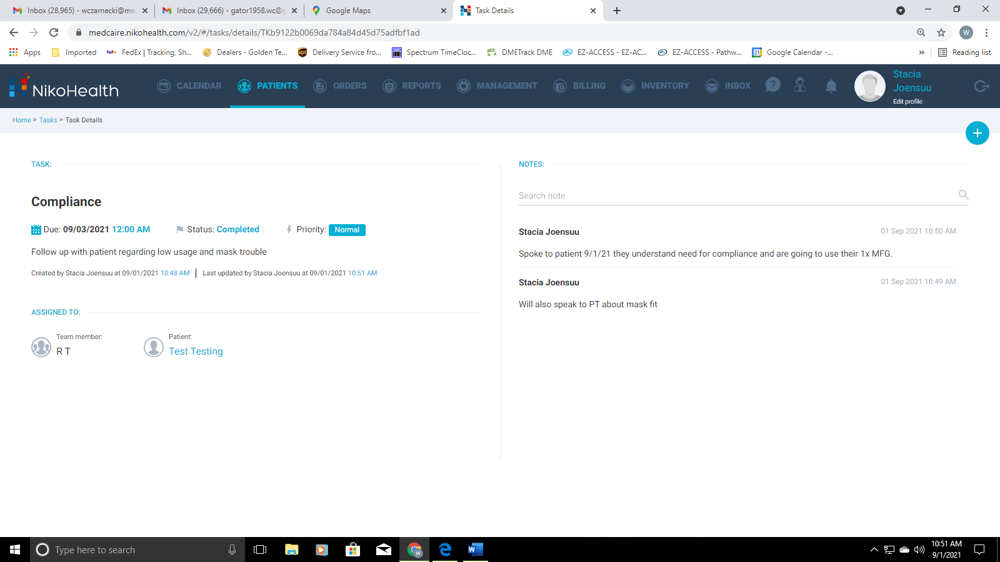 Inbox (28,965) - wczarnecki@me
Inbox (29,666) - gator1958.wc@g
Google Maps
Task Details
medcaire.nikohealth.com/v2/#/tasks/details/TKb9122b0069da784a84d45d75adfbf1ad
W
Apps
Imported
FedEx | Tracking, Sh...
Dealers - Golden Te...
Delivery Service fro...
Spectrum TimeCloc...
DMETrack DME
EZ-ACCESS - EZ-AC...
EZ-ACCESS - Pathw...
Google Calendar -...
Reading list
NikoHealth
CALENDAR
PATIENTS
ORDERS
REPORTS
MANAGEMENT
BILLING
INVENTORY
INBOX
Stacia
Joensuu
Edit profile
Home > Tasks > Task Details
TASK:
Compliance
Due: 09/03/2021 12:00 AM
Status: Completed
Priority: Normal
Follow up with patient regarding low usage and mask trouble
Created by Stacia Joensuu at 09/01/2021 10:48 AM
Last updated by Stacia Joensuu at 09/01/2021 10:51 AM
ASSIGNED TO:
Team member:
R T
Patient:
Test Testing
NOTES:
Search note
Stacia Joensuu
01 Sep 2021 10:50 AM
Spoke to patient 9/1/21 they understand need for compliance and are going to use their 1x MFG.
Stacia Joensuu
01 Sep 2021 10:49 AM
Will also speak to PT about mask fit
Type here to search
10:51 AM
9/1/2021